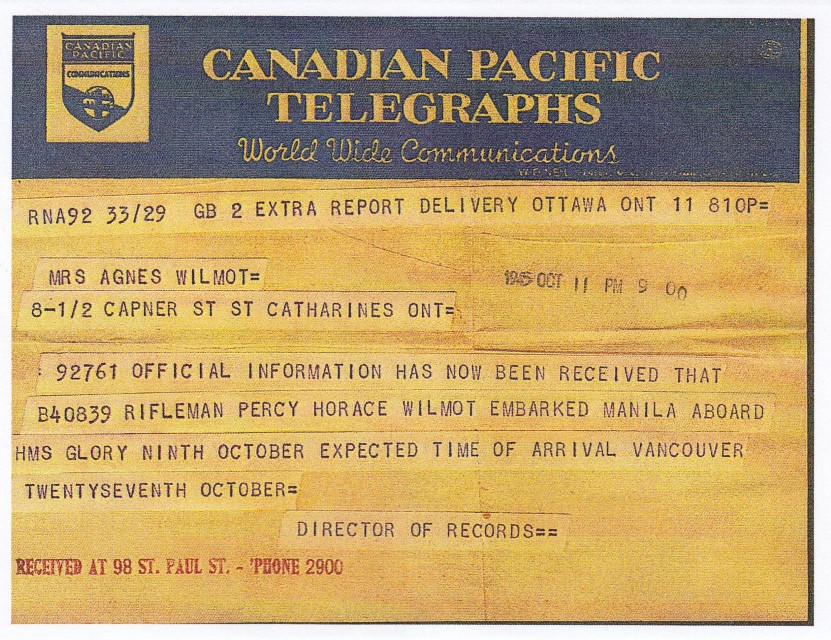 CANADIAN
PACIFIC
COMMUNICATIONS
CANADIAN PACIFIC
TELEGRAPHS
World Wide Communications
RNA92 33/29 GB 2 EXTRA REPORT DELIVERY OTTAWA ONT 11 810P=
MRS AGNES WILMOT=
1945 OCT 11 PM 9 00
8-1/2 CAPNER ST ST CATHARINES ONT=
: 92761 OFFICIAL INFORMATION HAS NOW BEEN RECEIVED THAT
B40839 RIFLEMAN PERCY HORACE WILMOT EMBARKED MANILA ABOARD
HMS GLORY NINTH OCTOBER EXPECTED TIME OF ARRIVAL VANCOUVER
TWENTYSEVENTH OCTOBER=
DIRECTOR OF RECORDS==
RECEIVED AT 98 ST. PAUL ST. - 'PHONE 2900